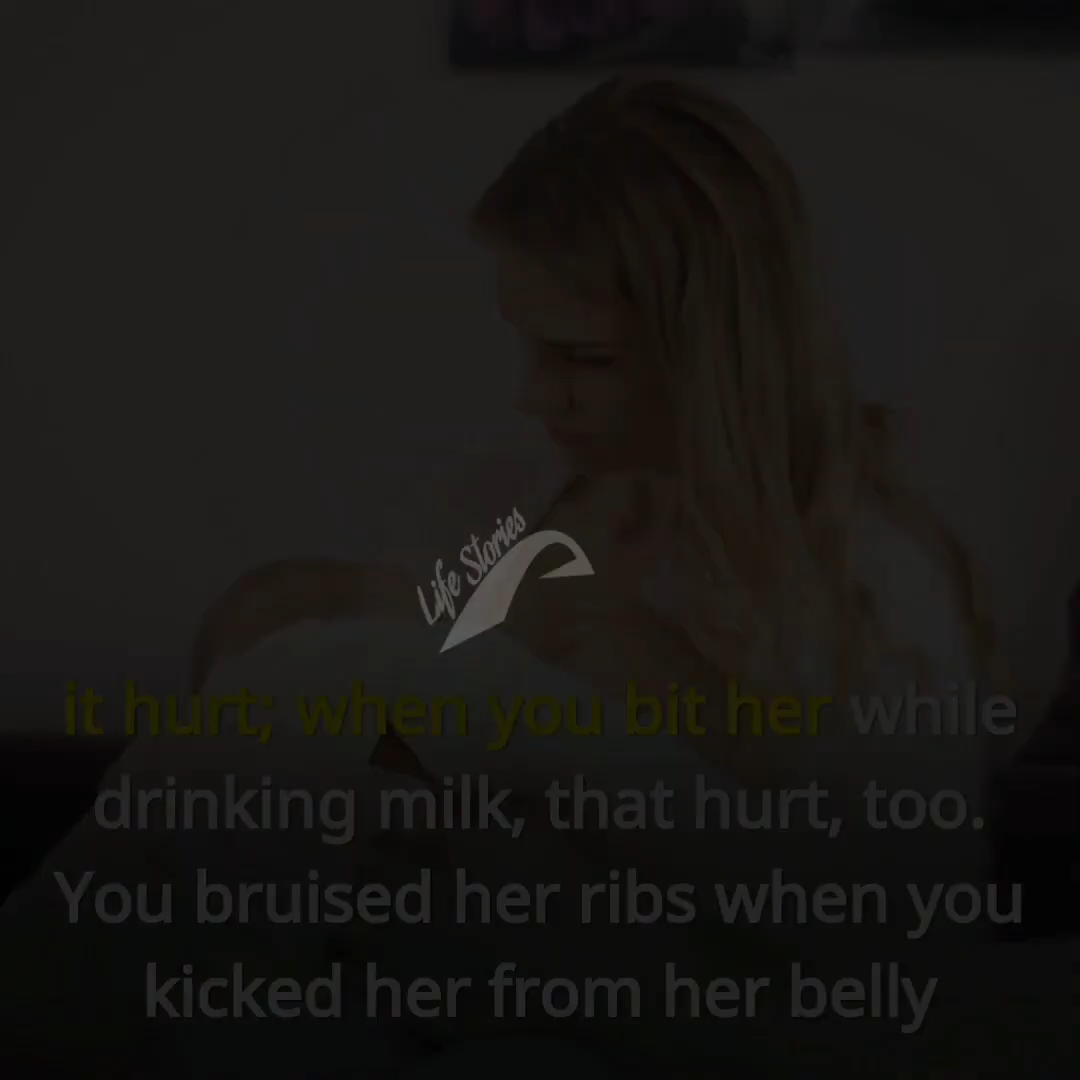 Life Stories
it hurt; when you bit her while
drinking milk, that hurt, too.
You bruised her ribs when you
kicked her from her belly